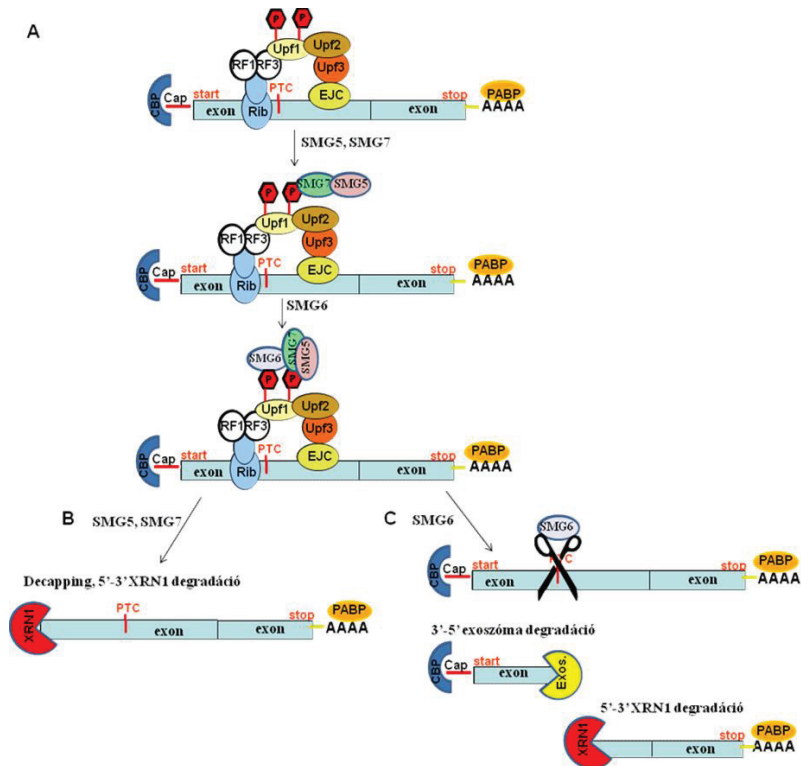 A
P P
Upf1 Upf2
RF1 RF3 Upf3
CBP Cap start PTC EJC stop PABP
exon Rib exon AAAA
SMG5, SMG7
P P SMG7 SMG5
Upf1 Upf2
RF1 RF3 Upf3
CBP Cap start PTC EJC stop PABP
exon Rib exon AAAA
SMG6
SMG6 SMG7 SMG5
P P
Upf1 Upf2
RF1 RF3 Upf3
CBP Cap start PTC EJC stop PABP
exon Rib exon AAAA
B
SMG5, SMG7
Decapping, 5'-3'XRN1 degradáció
XRN1 PTC stop PABP
exon exon AAAA
C
SMG6
SMG6
CBP Cap start PTC stop PABP
exon exon AAAA
3'-5'exoszóma degradáció
CBP Cap start
exon Exos.
5'-3'XRN1 degradáció
XRN1 stop PABP
exon AAAA